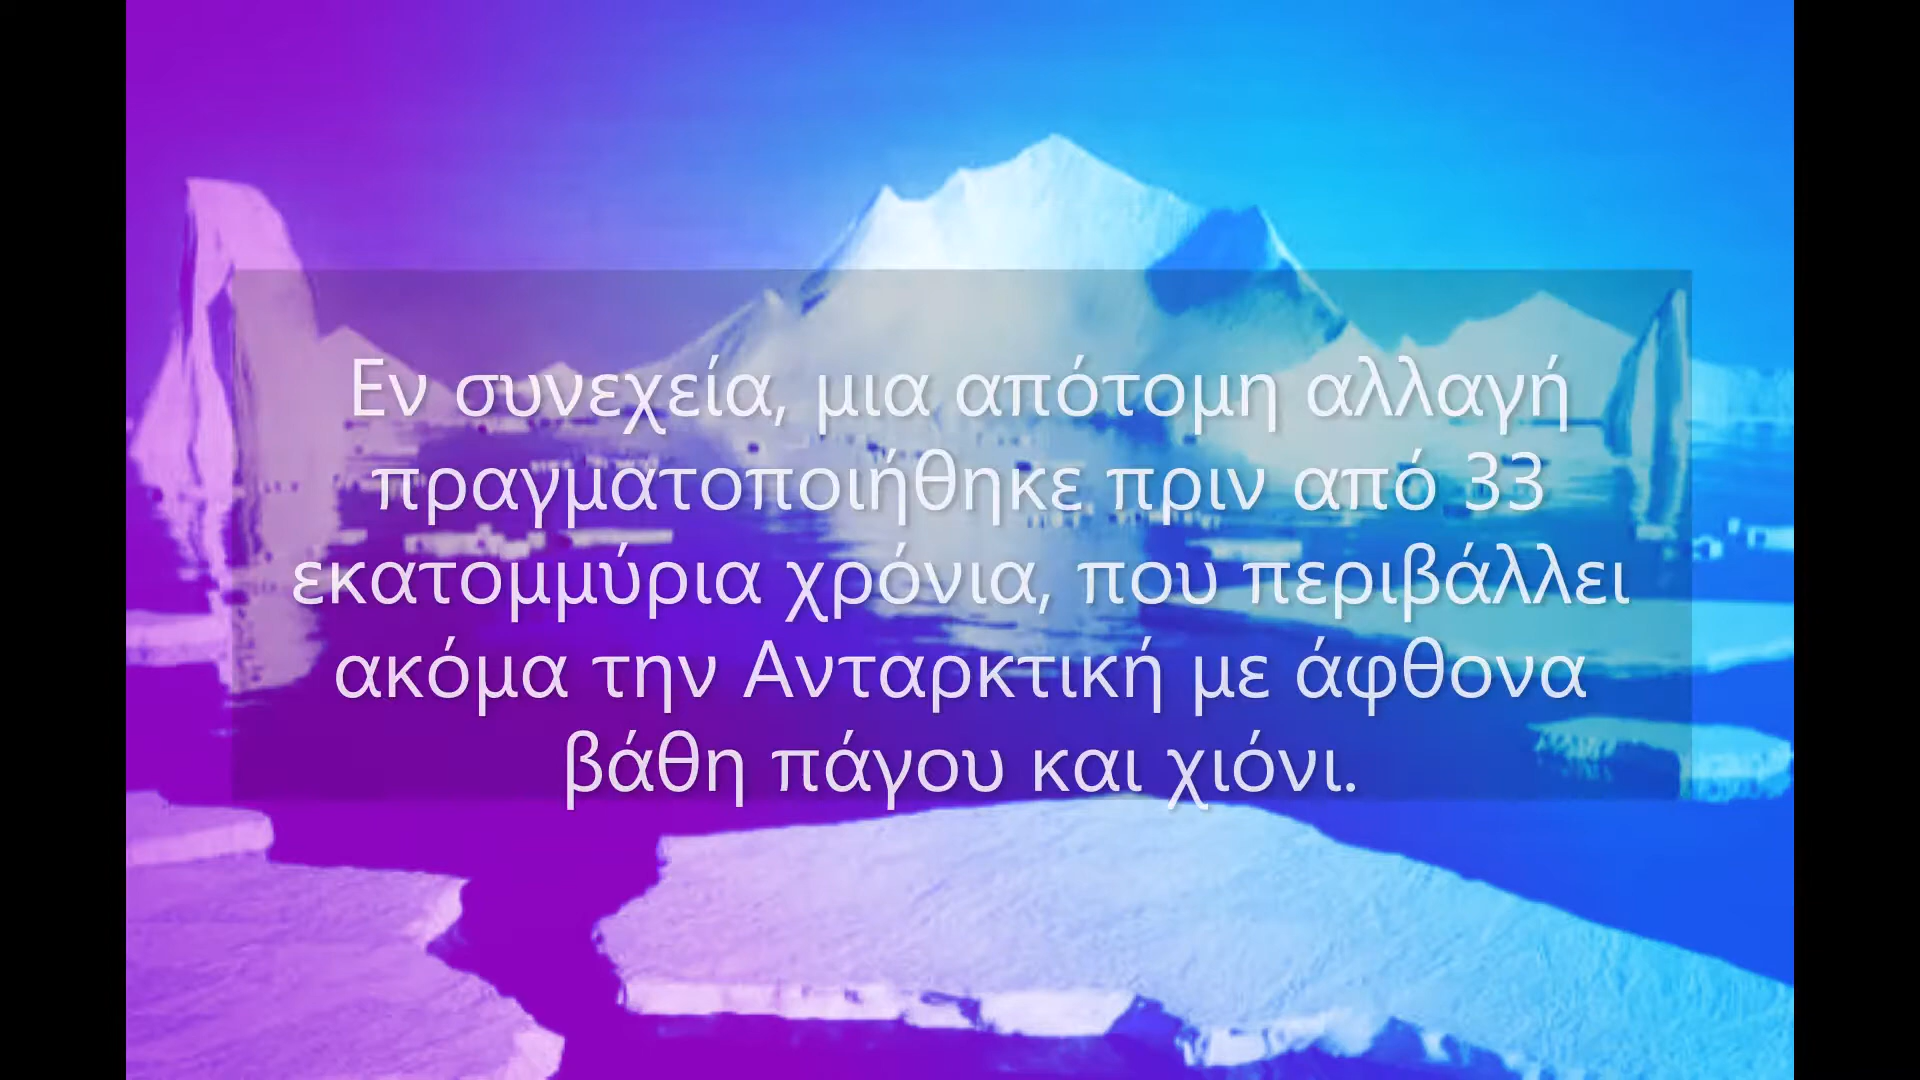 Εν συνεχεία, μια απότομη αλλαγή
πραγματοποιήθηκε πριν από 33
εκατομμύρια χρόνια, που περιβάλλει
ακόμα την Ανταρκτική με άφθονα
βάθη πάγου και χιόνι.